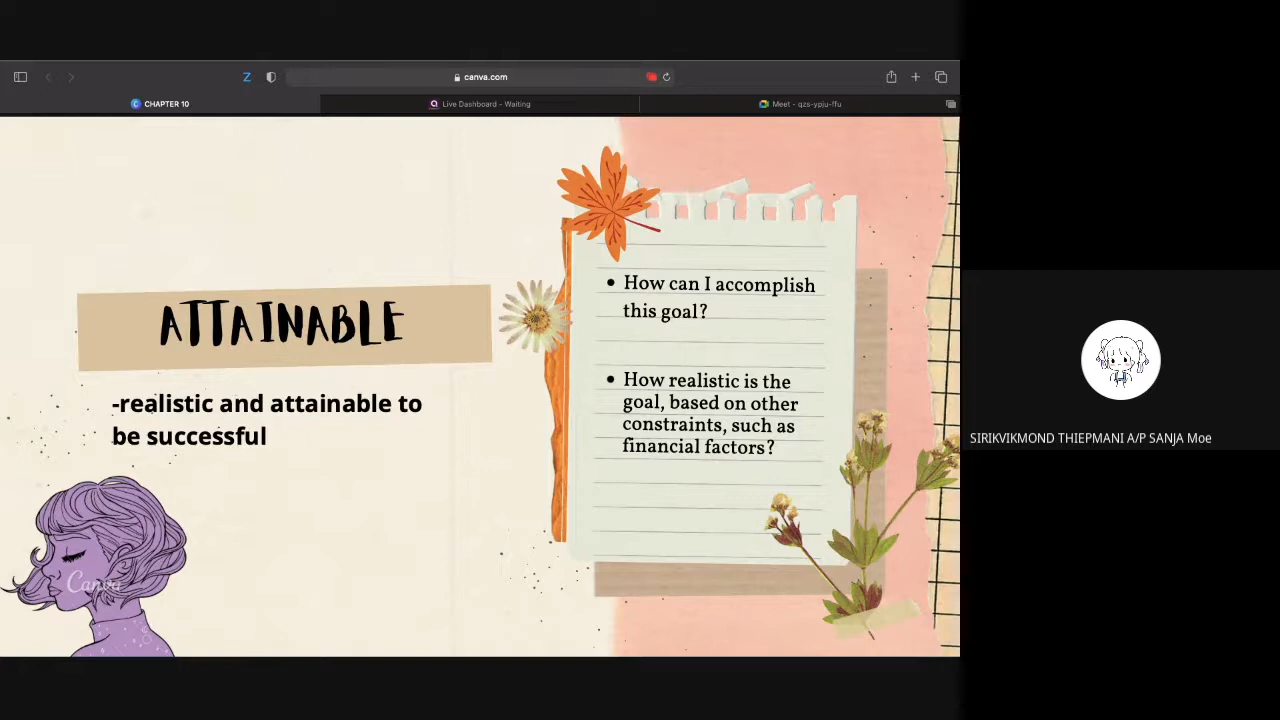 Z
canva.com
CHAPTER 10
Live Dashboard - Waiting
Meet - qzs-ypju-ffu
ATTAINABLE
-realistic and attainable to
be successful
• How can I accomplish
this goal?
• How realistic is the
goal, based on other
constraints, such as
financial factors?
Canva
SIRIKVIKMOND THIEPMANI A/P SANJA Moe